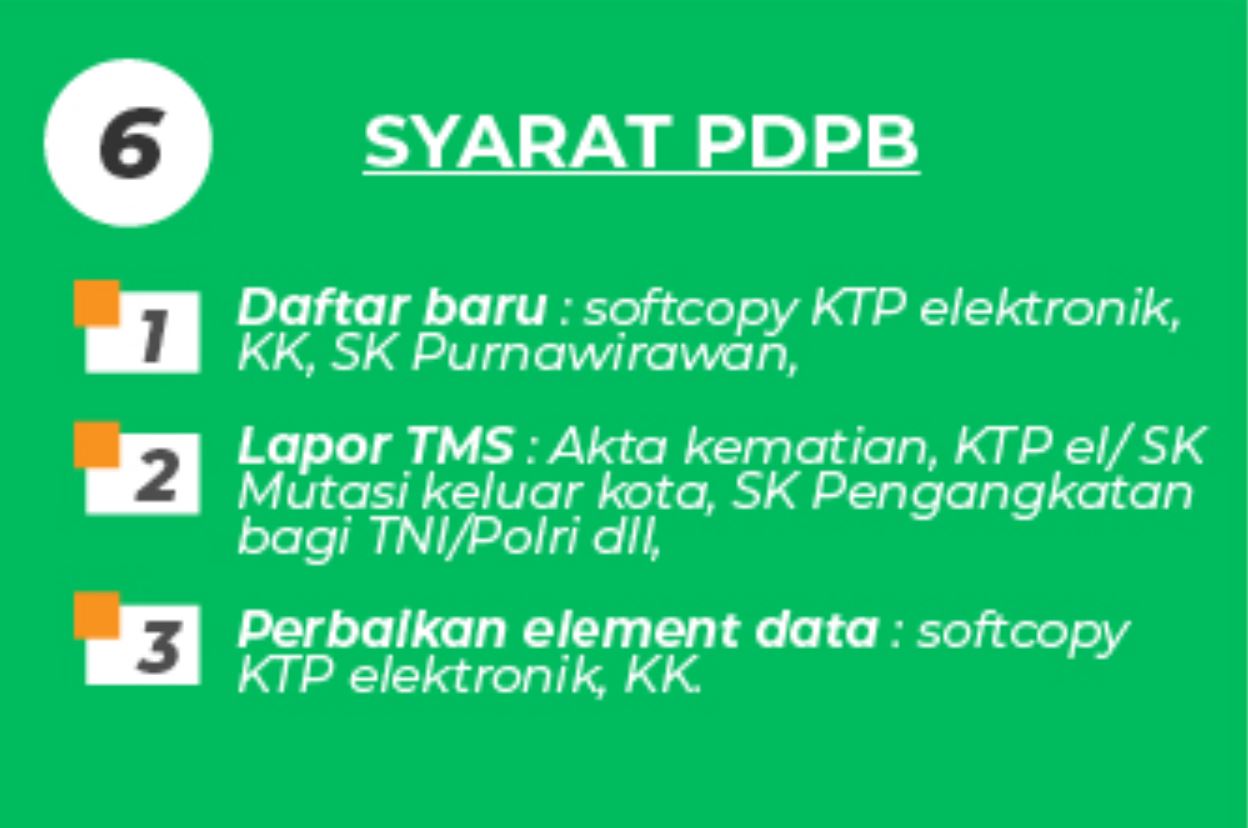 6
SYARAT PDPB
1
Daftar baru : softcopy KTP elektronik,
KK, SK Purnawirawan,
2
Lapor TMS : Akta kematian, KTP el/ SK
Mutasi keluar kota, SK Pengangkatan
bagi TNI/Polri dll,
3
Perbaikan element data : softcopy
KTP elektronik, KK.